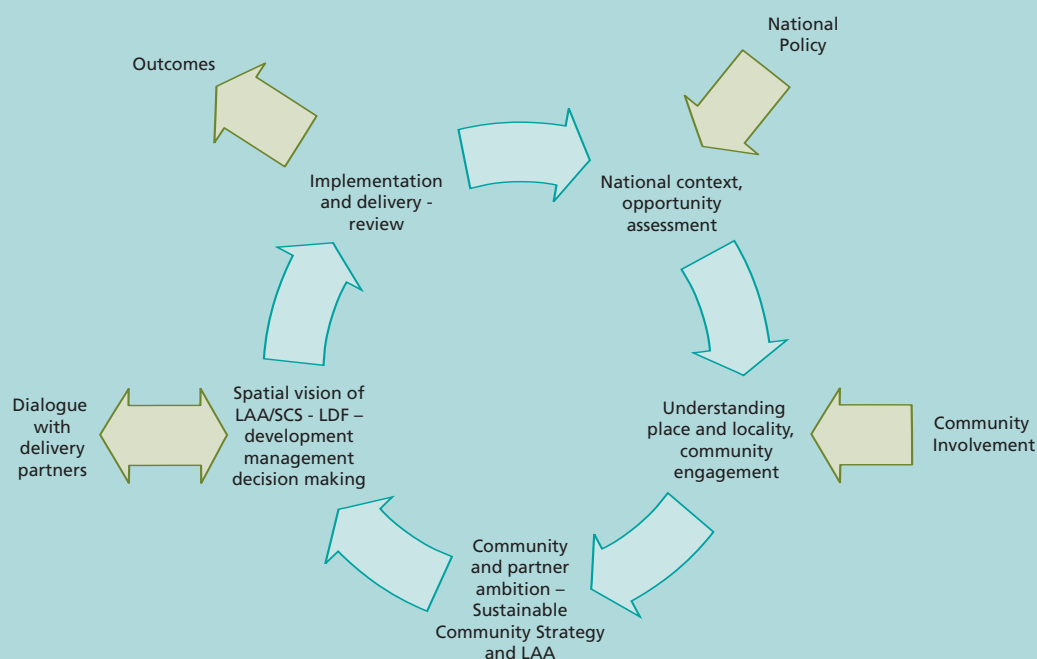 National
Policy
Outcomes
Implementation
and delivery -
review
National context,
opportunity
assessment
Dialogue
with
delivery
partners
Spatial vision of
LAA/SCS - LDF –
development
management
decision making
Understanding
place and locality,
community
engagement
Community
Involvement
Community
and partner
ambition –
Sustainable
Community Strategy
and LAA